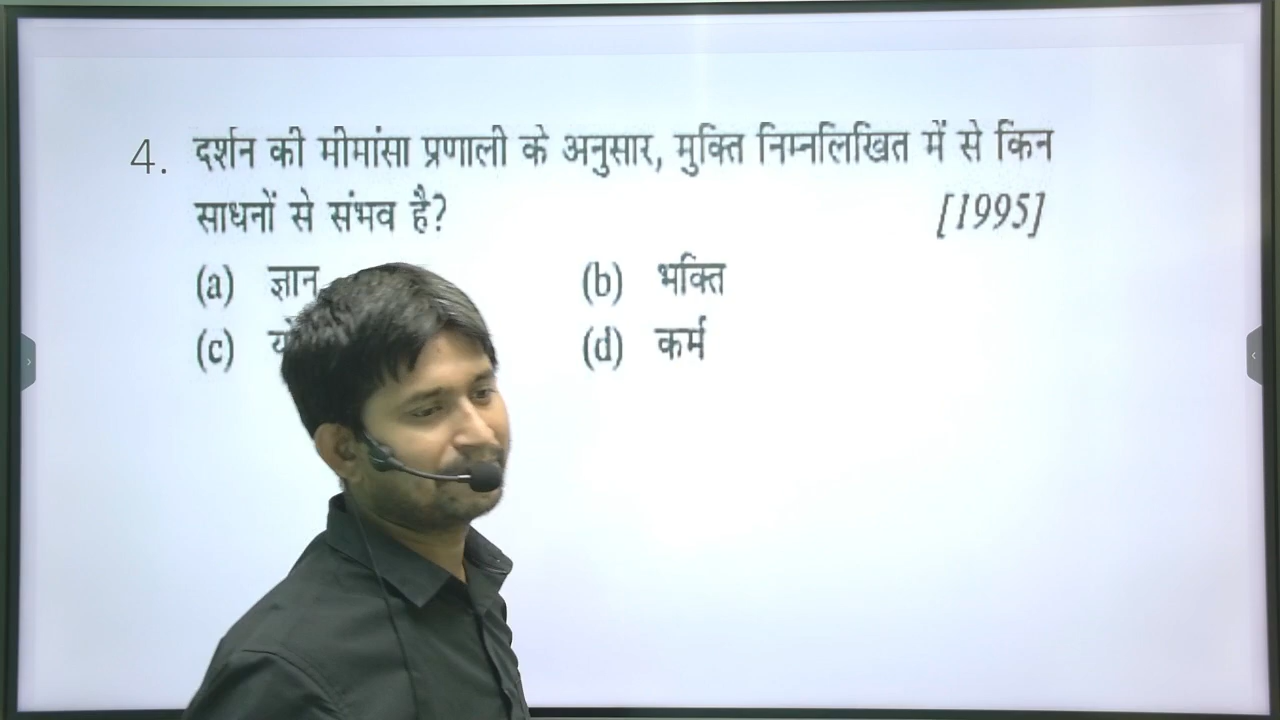 4. दर्शन की मीमांसा प्रणाली के अनुसार, मुक्ति निम्नलिखित में से किन
साधनों से संभव है? [1995]
(a) ज्ञान (b) भक्ति
(c) (d) कर्म